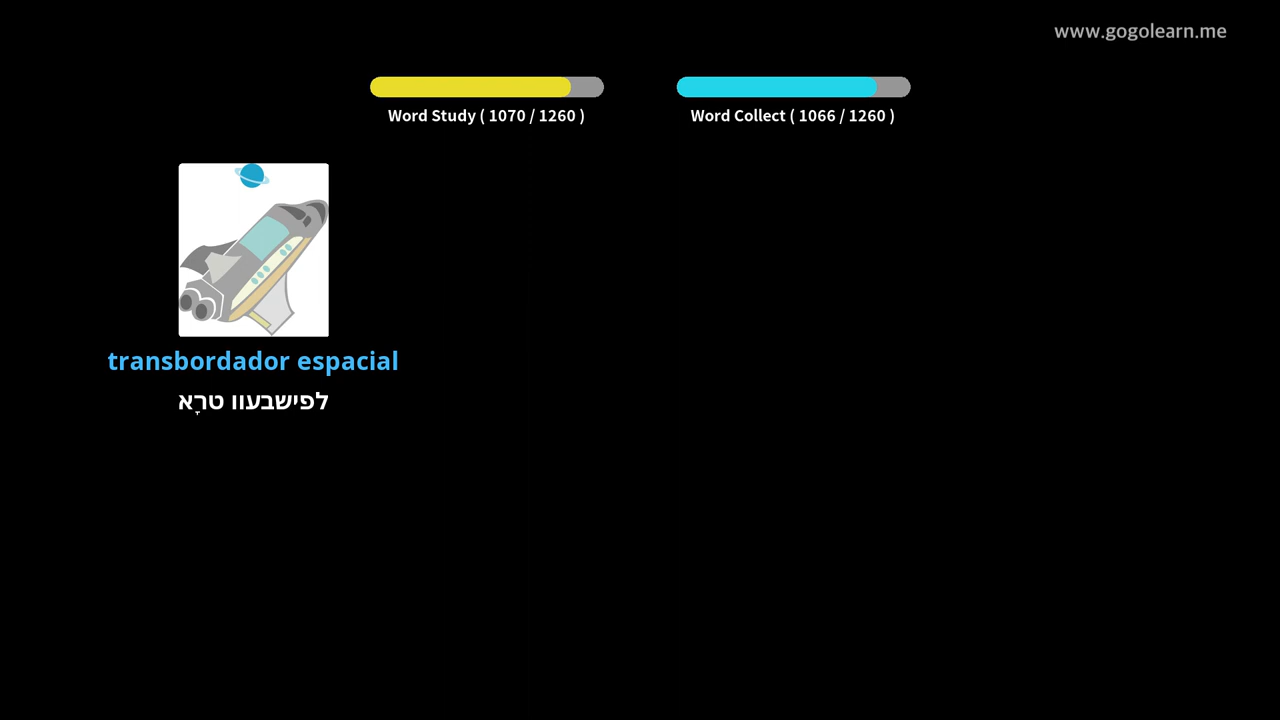 www.gogolearn.me
Word Study ( 1070 / 1260 )
Word Collect ( 1066 / 1260 )
transbordador espacial
לפישבעוו טרָא